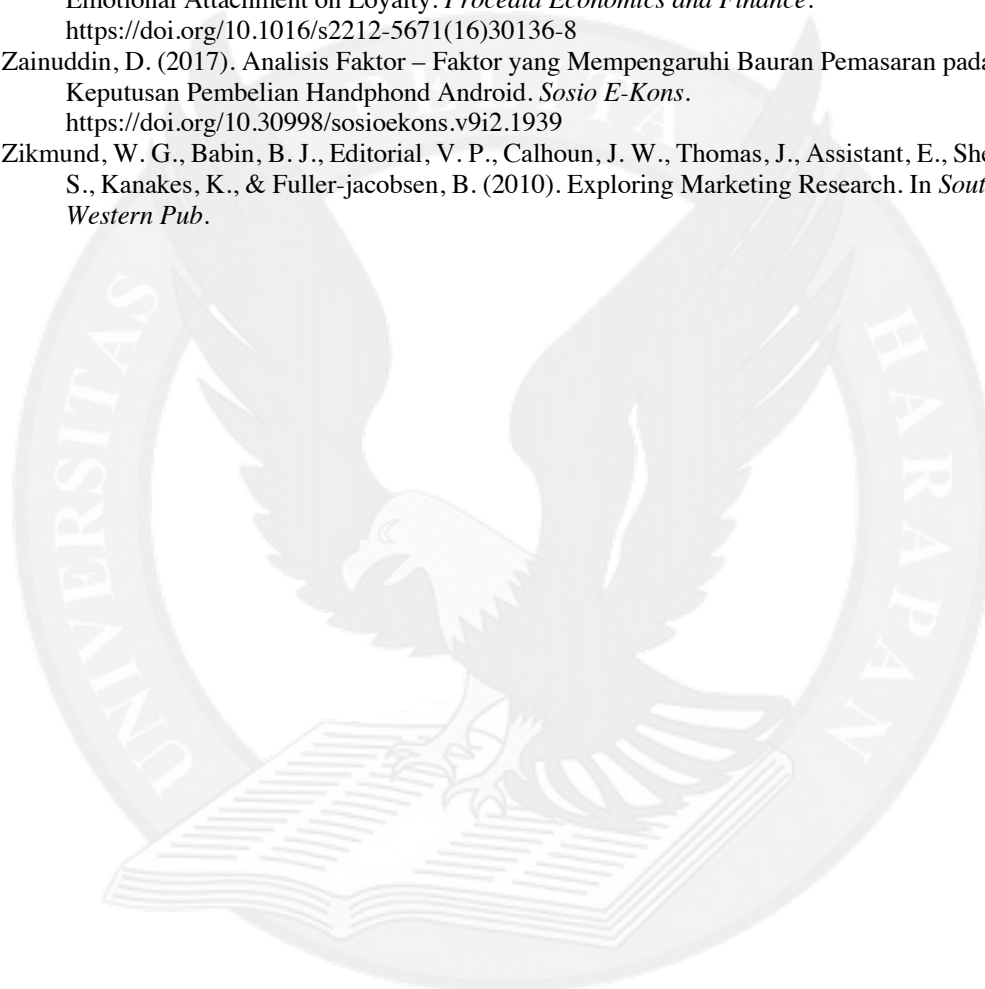 Emotional Attachment on Loyalty. Procedia Economics and Finance.
https://doi.org/10.1016/s2212-5671(16)30136-8
Zainuddin, D. (2017). Analisis Faktor – Faktor yang Mempengaruhi Bauran Pemasaran pada
Keputusan Pembelian Handphond Android. Sosio E-Kons.
https://doi.org/10.30998/sosioekons.v9i2.1939
Zikmund, W. G., Babin, B. J., Editorial, V. P., Calhoun, J. W., Thomas, J., Assistant, E., She
S., Kanakes, K., & Fuller-jacobsen, B. (2010). Exploring Marketing Research. In Sout
Western Pub.
UNIVERSITAS
PELITA
HARAPAN